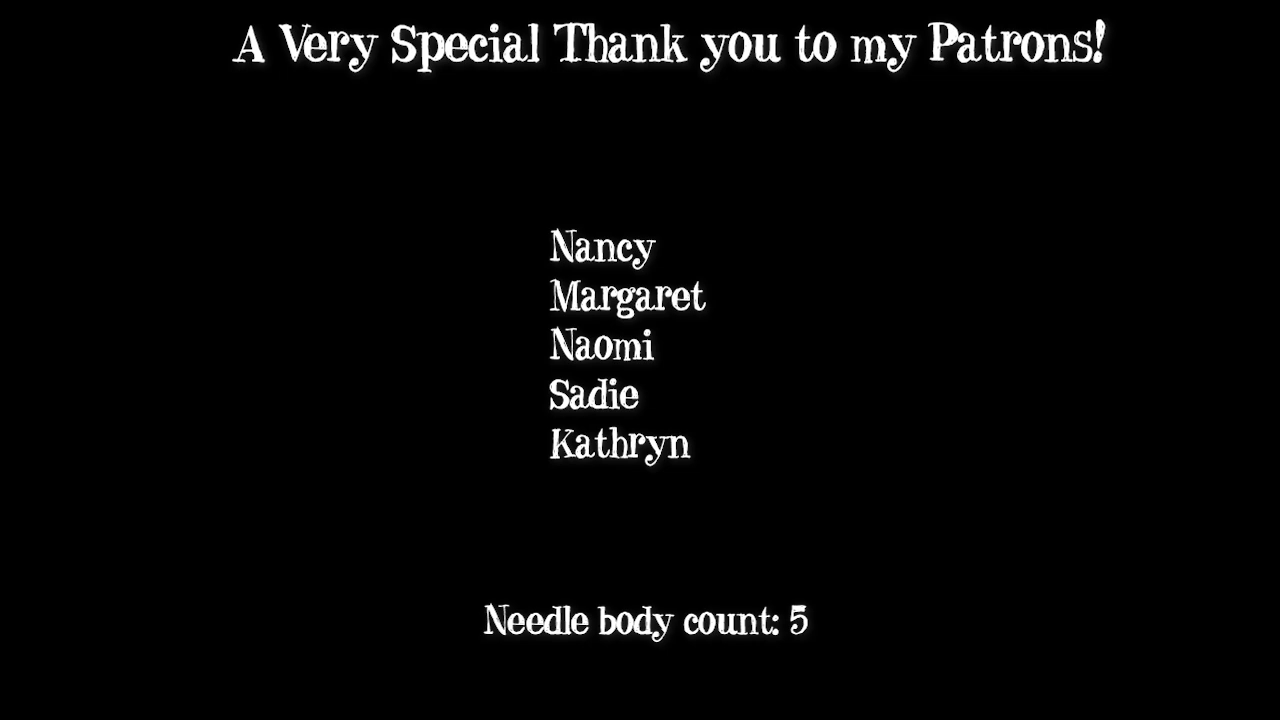 A Very Special Thank you to my Patrons!
Nancy
Margaret
Naomi
Sadie
Kathryn
Needle body count: 5